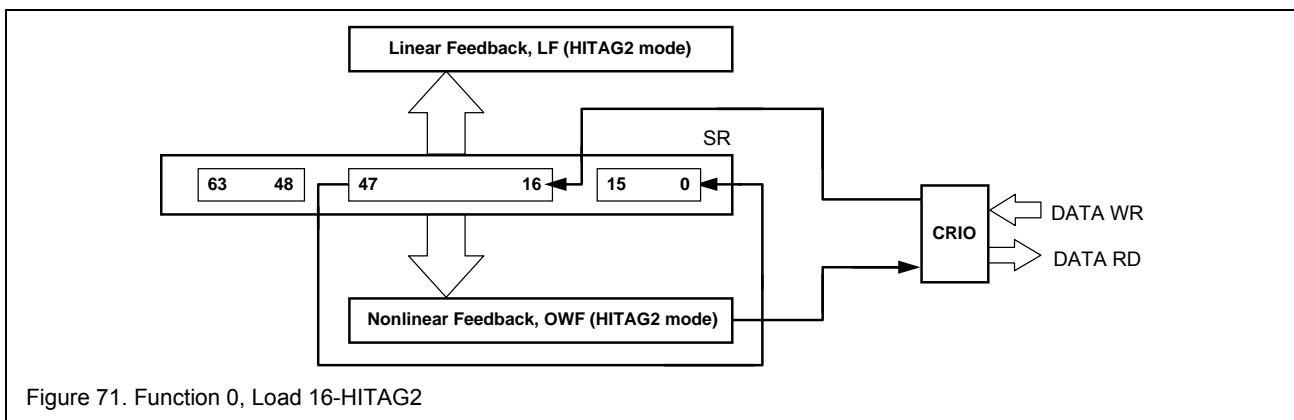 Linear Feedback, LF (HITAG2 mode)
SR
63 48 47 16 15 0
CRIO
DATA WR
DATA RD
Nonlinear Feedback, OWF (HITAG2 mode)
Figure 71. Function 0, Load 16-HITAG2